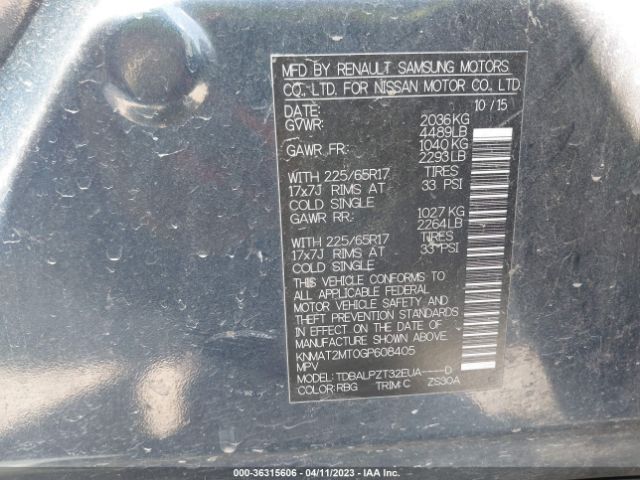 MFD BY RENAULT SAMSUNG MOTORS
CO., LTD. FOR NISSAN MOTOR CO., LTD.
DATE: 10/15
GVWR: 2036KG
4489LB
GAWR FR: 1040KG
2293LB
WITH 225/65R17 TIRES
17x7J RIMS AT 33 PSI
COLD SINGLE
GAWR RR: 1027KG
2264LB
WITH 225/65R17 TIRES
17x7J RIMS AT 33 PSI
COLD SINGLE
THIS VEHICLE CONFORMS TO
ALL APPLICABLE FEDERAL
MOTOR VEHICLE SAFETY AND
THEFT PREVENTION STANDARDS
IN EFFECT ON THE DATE OF
MANUFACTURE SHOWN ABOVE.
KNMAT2MT0GP608405
MPV
MODEL: TDBALPZT32EUA----D
COLOR: RBG TRIM: C ZS30A
000-36315606 / 04/11/2023 - IAA Inc.